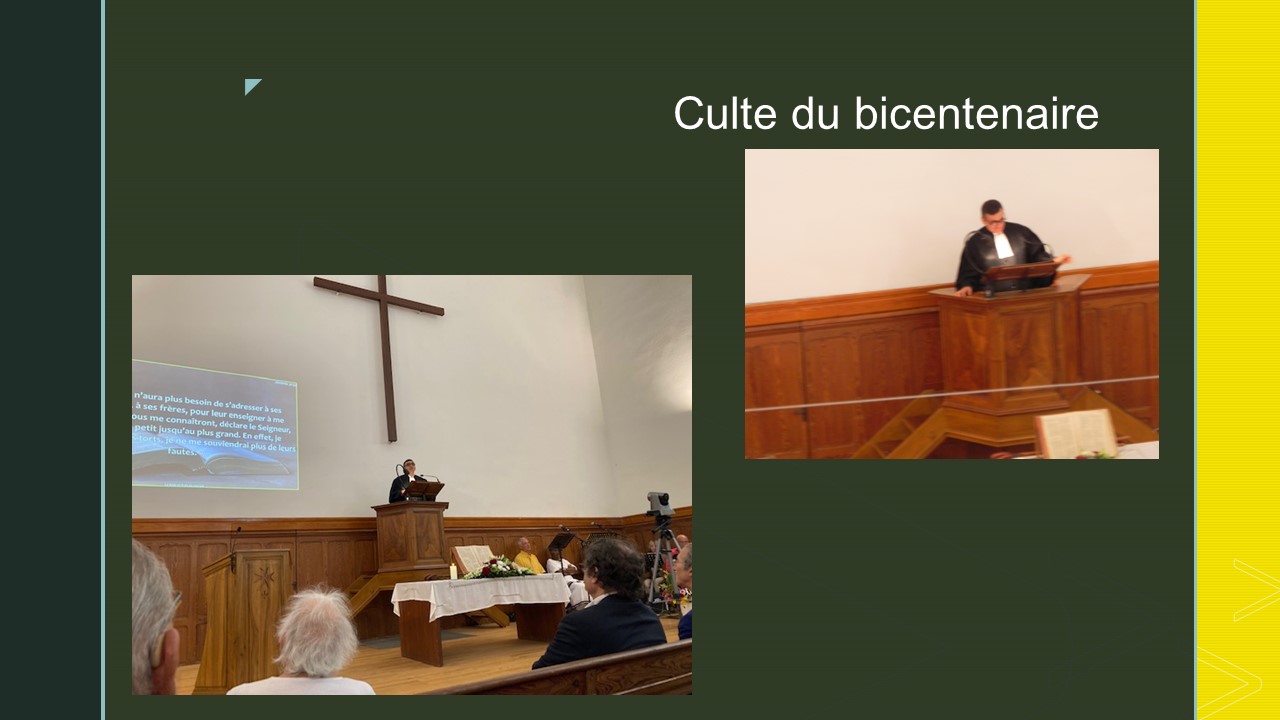 Culte du bicentenaire
n'aura plus besoin de s'adresser à ses
à ses frères, pour leur enseigner à me
ous me connaîtront, déclare le Seigneur,
petit jusqu'au plus grand. En effet, je
torts, je ne me souviendrai plus de leurs
fautes.